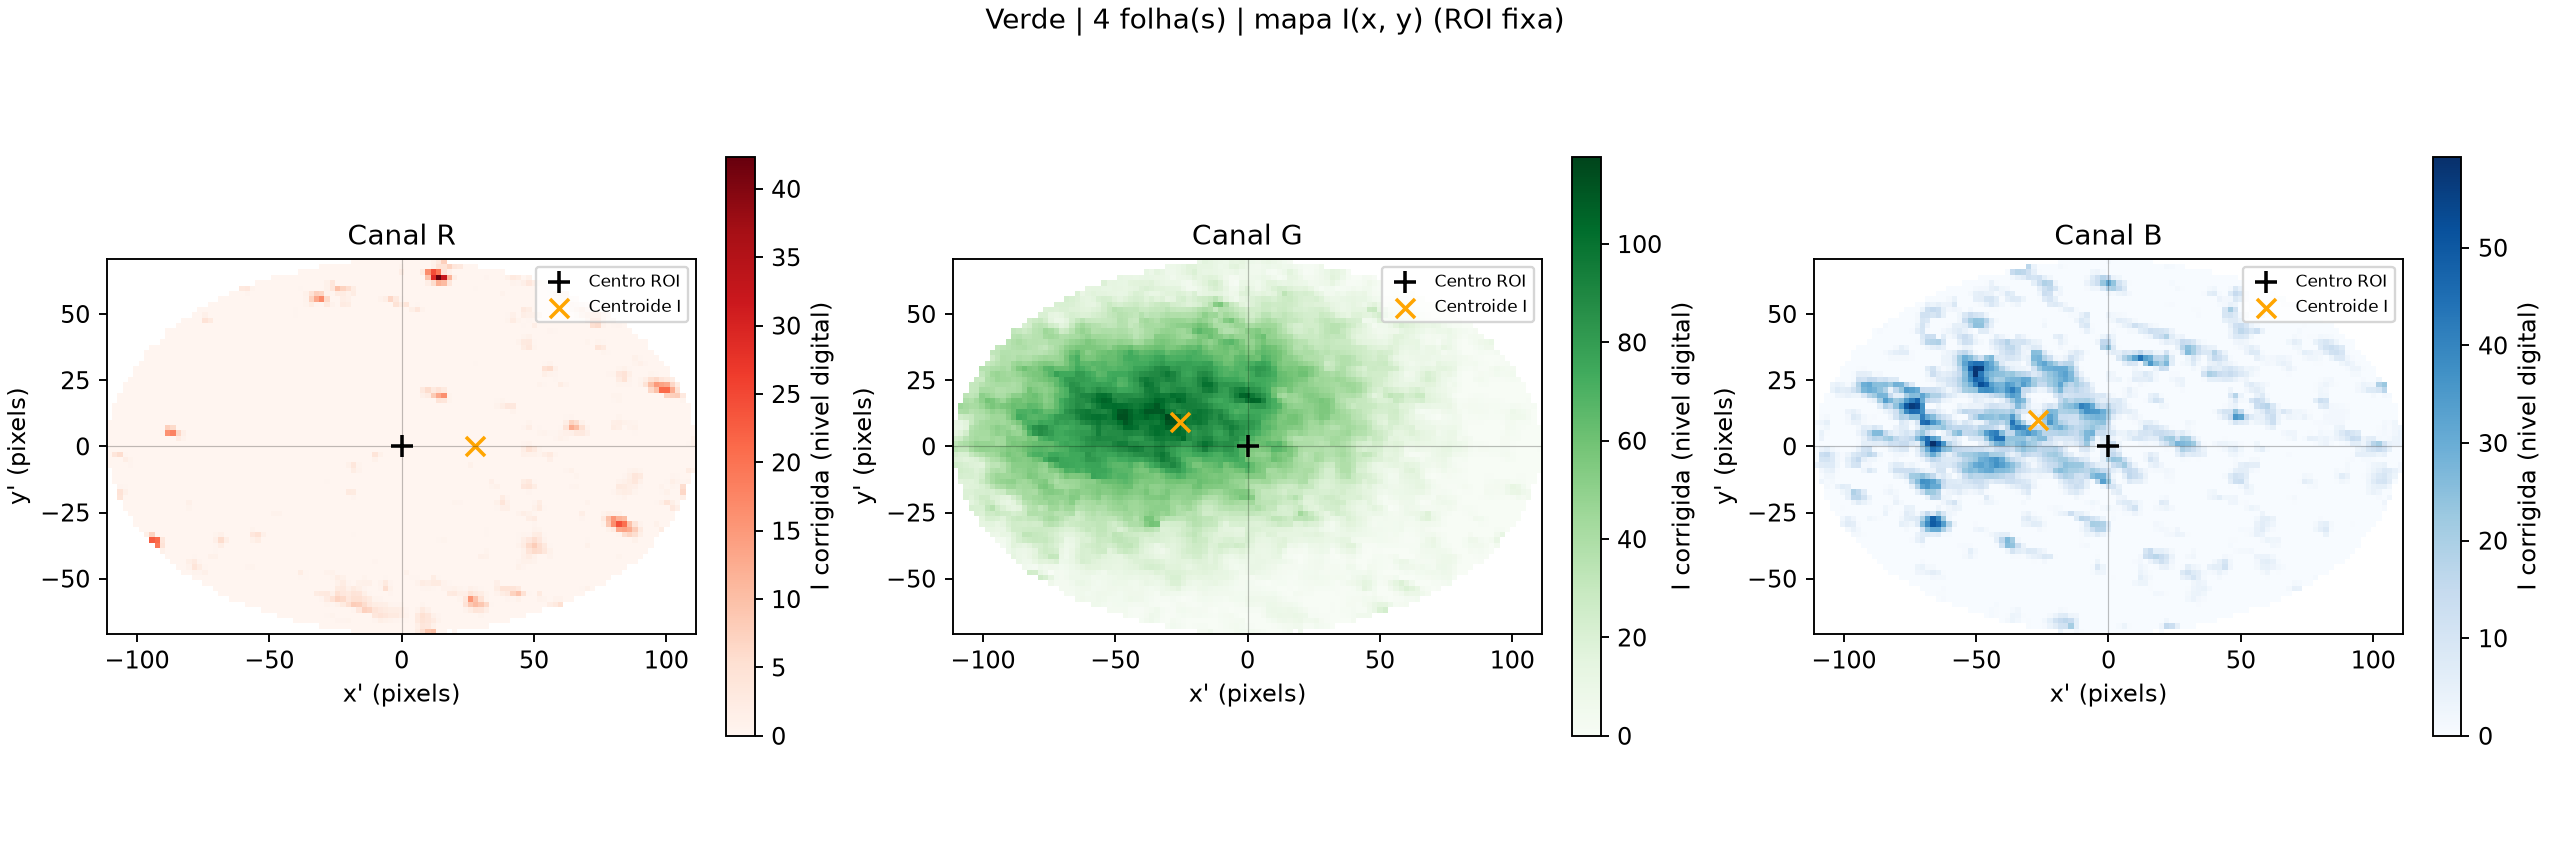 Verde | 4 folha(s) | mapa I(x, y) (ROI fixa)
Canal R
Centro ROI
Centroide I
y' (pixels)
50
25
0
−25
−50
−100
−50
0
50
100
x' (pixels)
40
35
30
25
20
15
10
5
0
I corrigida (nivel digital)
Canal G
Centro ROI
Centroide I
y' (pixels)
50
25
0
−25
−50
−100
−50
0
50
100
x' (pixels)
100
80
60
40
20
0
I corrigida (nivel digital)
Canal B
Centro ROI
Centroide I
y' (pixels)
50
25
0
−25
−50
−100
−50
0
50
100
x' (pixels)
50
40
30
20
10
0
I corrigida (nivel digital)